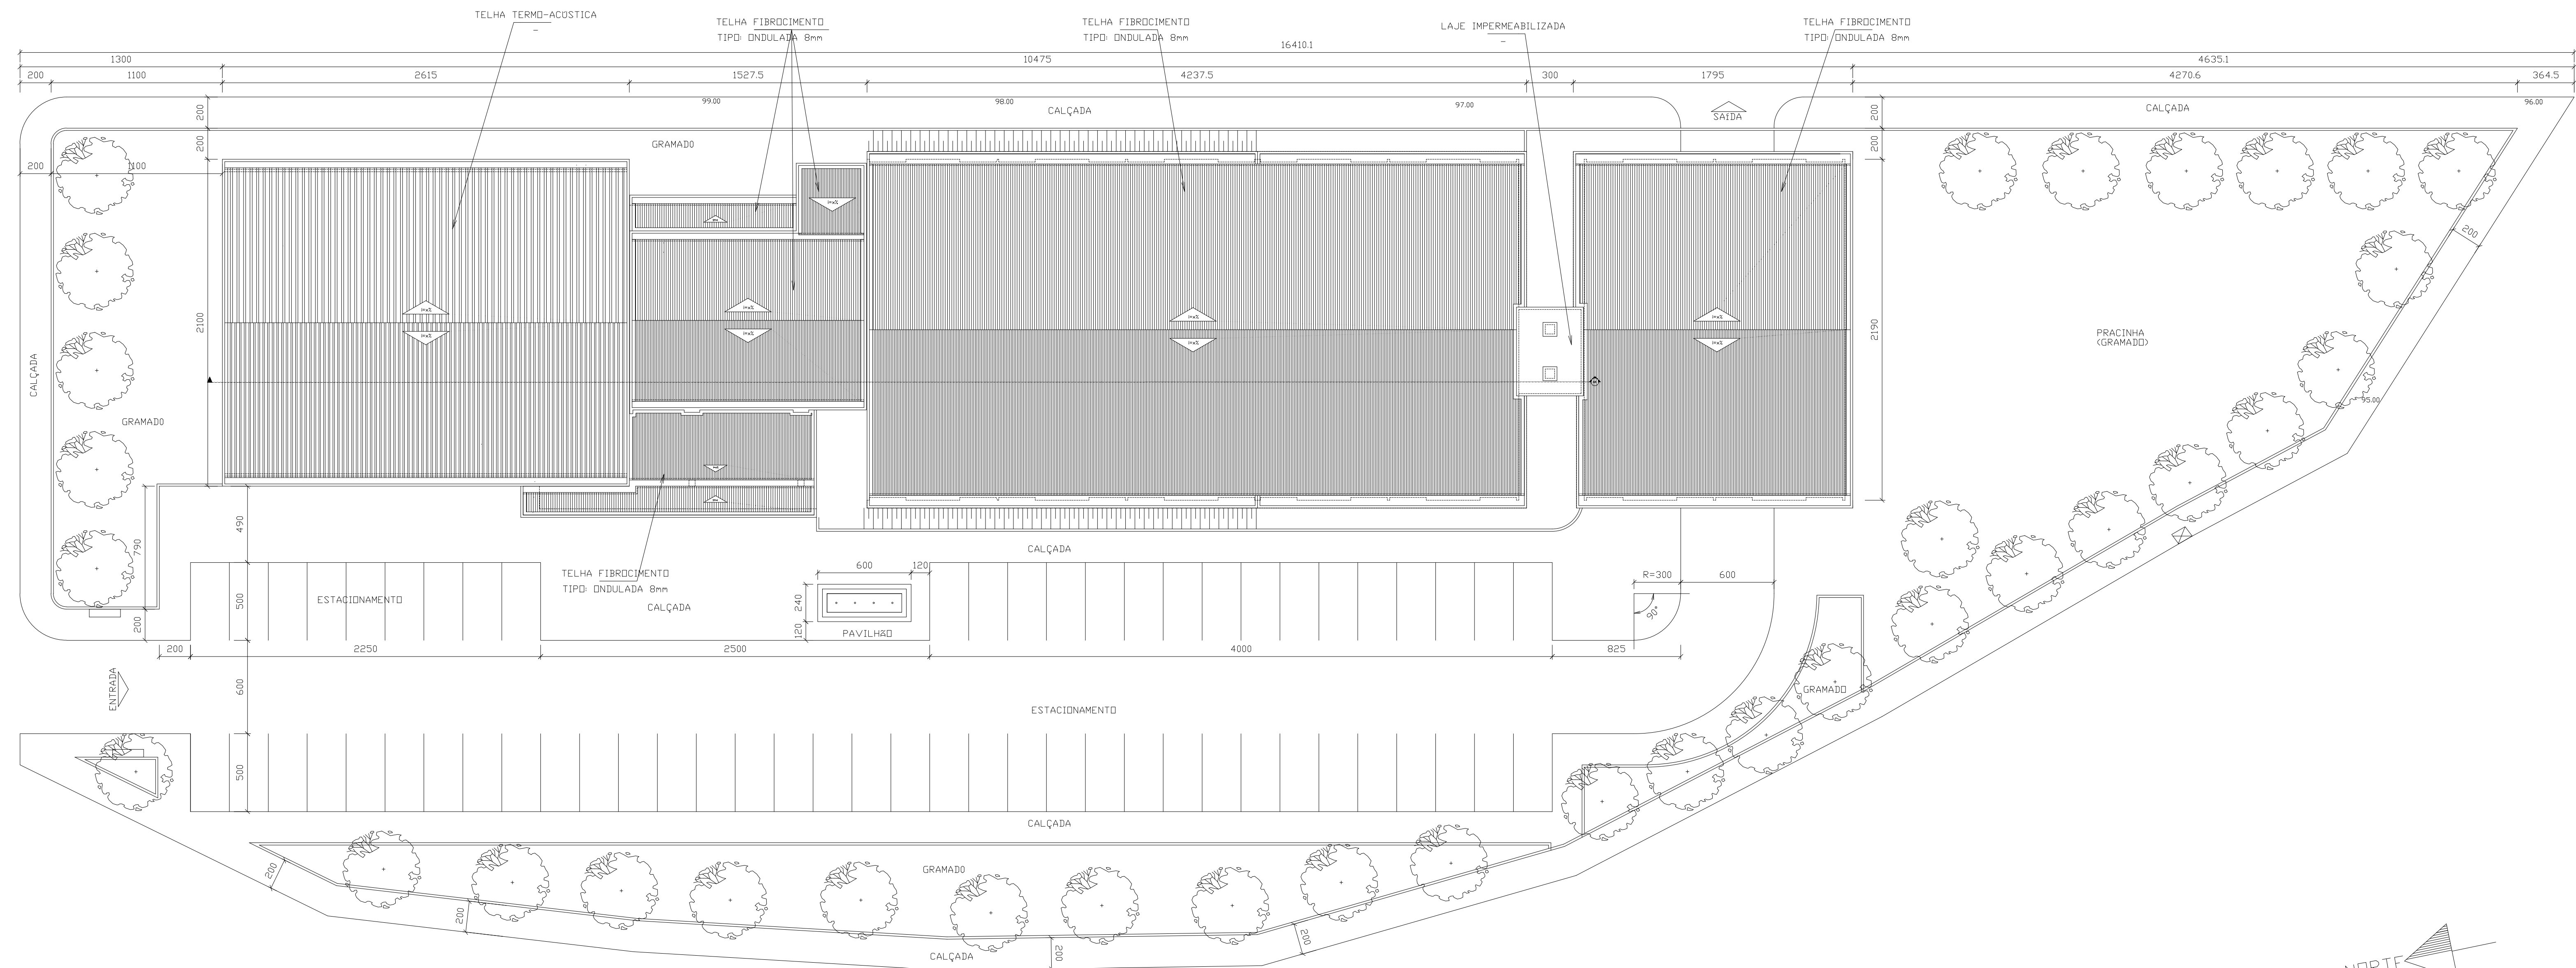 TELHA TERMO-ACÚSTICA
TELHA FIBROCIMENTO
TIPO: ONDULADA 8mm
TELHA FIBROCIMENTO
TIPO: ONDULADA 8mm
LAJE IMPERMEABILIZADA
TELHA FIBROCIMENTO
TIPO: ONDULADA 8mm
16410.1
1300
10475
4635.1
200
1100
2615
1527.5
4237.5
300
1795
4270.6
364.5
99.00
98.00
97.00
96.00
CALÇADA
SAÍDA
CALÇADA
200
200
200
200
GRAMADO
200
1100
i=x%
i=x%
i=x%
i=x%
i=x%
i=x%
i=x%
i=x%
i=x%
2100
2190
200
PRACINHA
(GRAMADO)
CALÇADA
95.00
GRAMADO
490
790
CALÇADA
TELHA FIBROCIMENTO
TIPO: ONDULADA 8mm
600
120
R=300
600
500
ESTACIONAMENTO
CALÇADA
240
90°
200
120
PAVILHÃO
200
2250
2500
4000
825
ENTRADA
600
GRAMADO
ESTACIONAMENTO
500
CALÇADA
200
GRAMADO
200
200
200
CALÇADA
NORTE